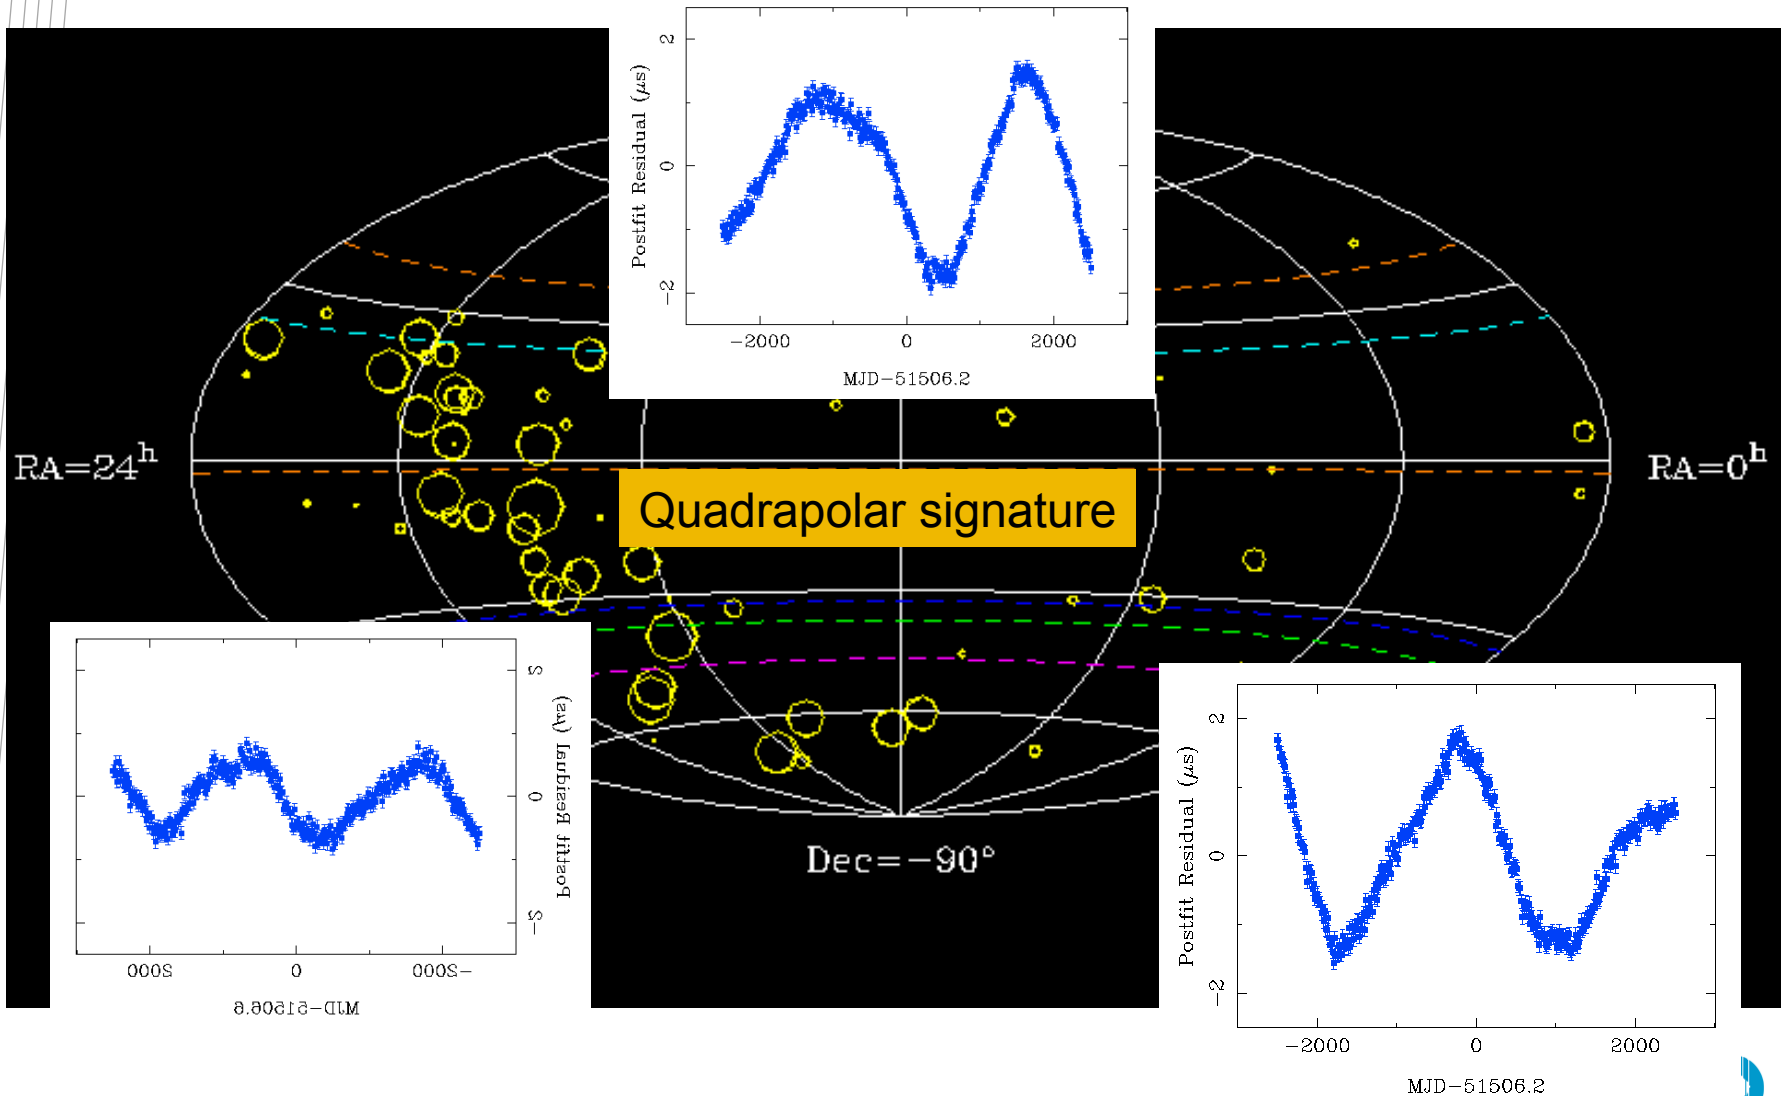 2
0
−2
Postfit Residual (μs)
−2000 0 2000
MJD−51506.2
RA=24ʰ
RA=0ʰ
Quadrapolar signature
2
0
−2
Postfit Residual (μs)
2000 0 −2000
MJD−51506.6
Dec=−90°
2
0
−2
Postfit Residual (μs)
−2000 0 2000
MJD−51506.2